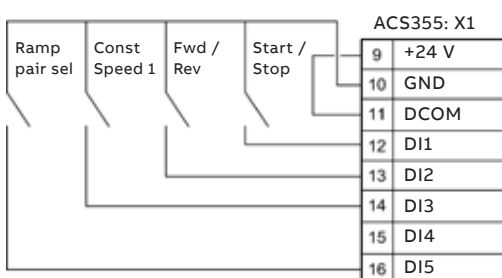 ACS355: X1
Ramp
pair sel
Const
Speed 1
Fwd /
Rev
Start /
Stop
9 +24 V
10 GND
11 DCOM
12 DI1
13 DI2
14 DI3
15 DI4
16 DI5